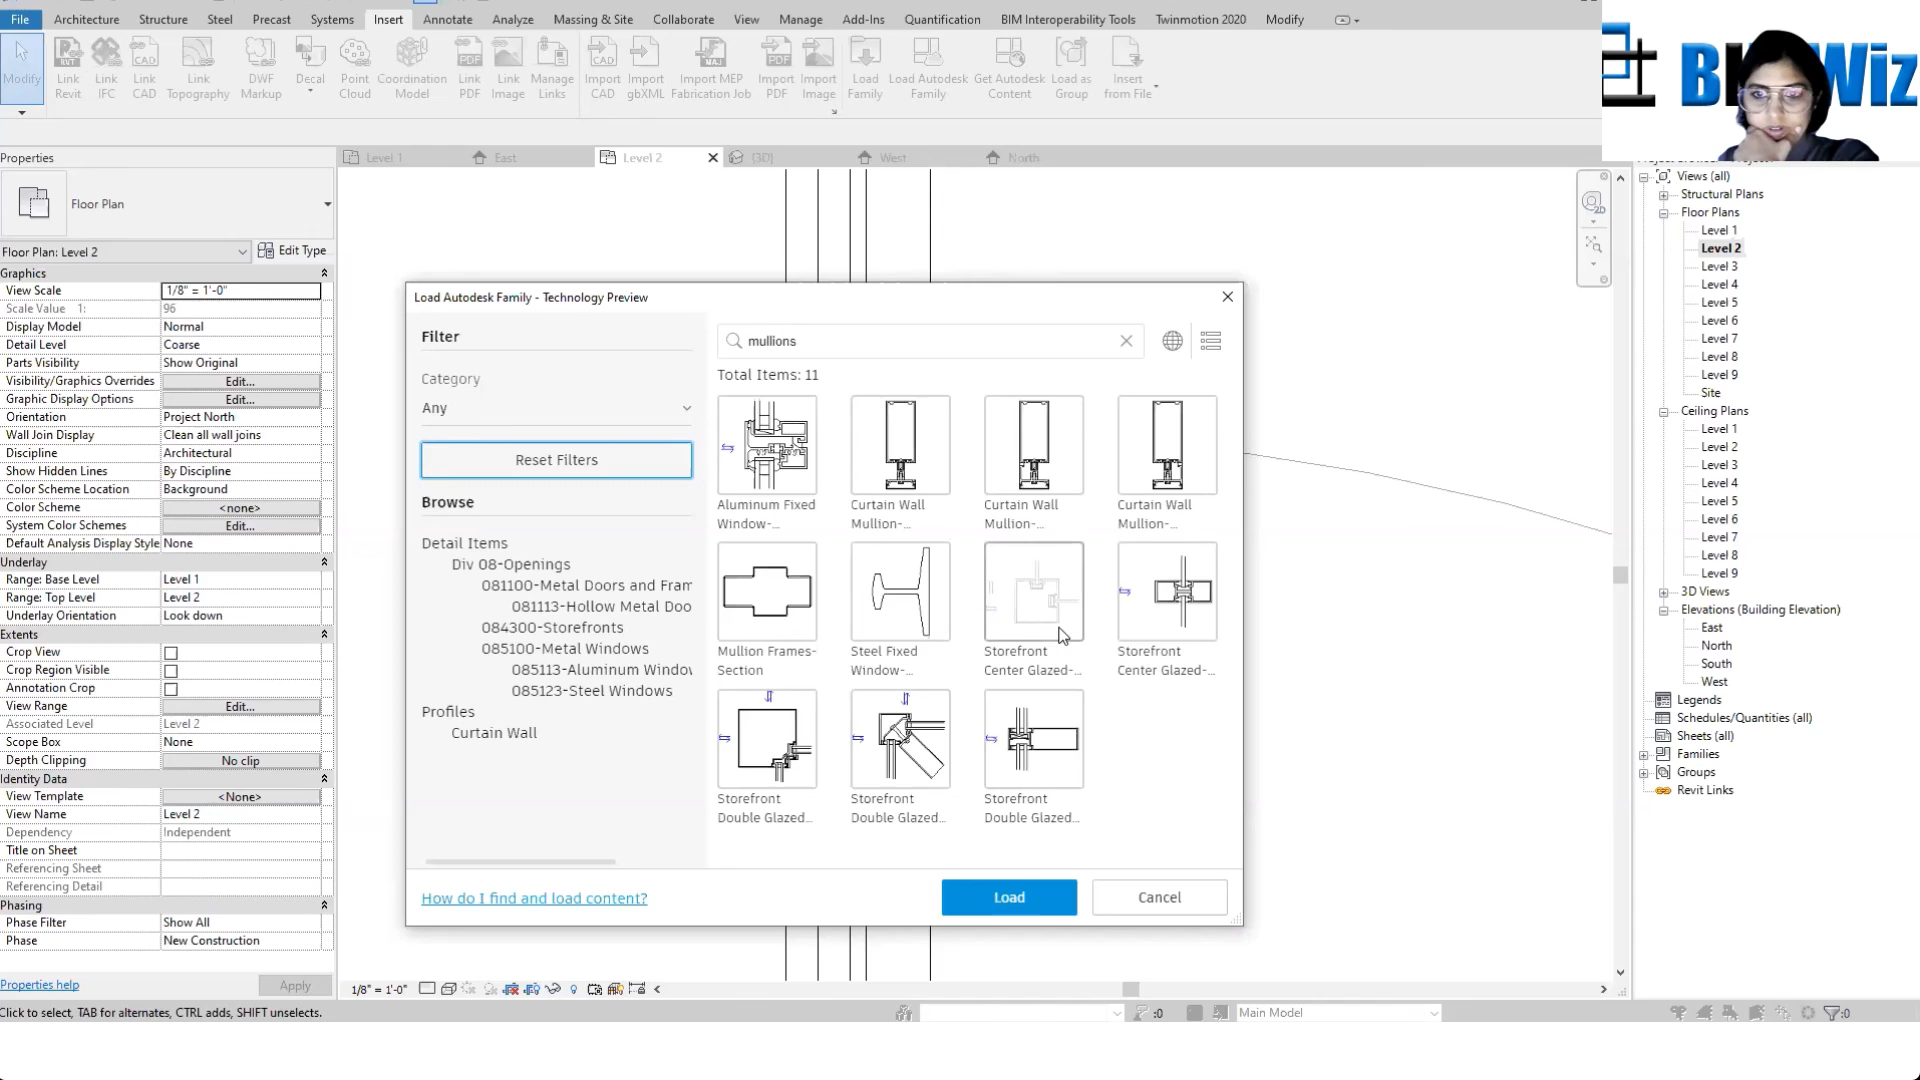 File Architecture Structure Steel Precast Systems Insert Annotate Analyze Massing & Site Collaborate View Manage Add-Ins Quantification BIM Interoperability Tools Twinmotion 2020 Modify
Modify
Link Revit
Link IFC
Link CAD
Link Topography
DWF Markup
Decal
Point Cloud
Coordination Model
Link PDF
Link Image
Manage Links
Import CAD
Import gbXML
Import MEP Fabrication Job
Import PDF
Import Image
Load Family
Load Autodesk Family
Get Autodesk Content
Load as Group
Insert from File
Wiz
Properties
Level 1 East Level 2 {3D} West North
Floor Plan
Floor Plan: Level 2 Edit Type
Graphics
View Scale 1/8" = 1'-0"
Scale Value 1: 96
Display Model Normal
Detail Level Coarse
Parts Visibility Show Original
Visibility/Graphics Overrides Edit...
Graphic Display Options Edit...
Orientation Project North
Wall Join Display Clean all wall joins
Discipline Architectural
Show Hidden Lines By Discipline
Color Scheme Location Background
Color Scheme <none>
System Color Schemes Edit...
Default Analysis Display Style None
Underlay
Range: Base Level Level 1
Range: Top Level Level 2
Underlay Orientation Look down
Extents
Crop View
Crop Region Visible
Annotation Crop
View Range Edit...
Associated Level Level 2
Scope Box None
Depth Clipping No clip
Identity Data
View Template <None>
View Name Level 2
Dependency Independent
Title on Sheet
Referencing Sheet
Referencing Detail
Phasing
Phase Filter Show All
Phase New Construction
Properties help Apply
Load Autodesk Family - Technology Preview
Filter
Category
Any
Reset Filters
Browse
Detail Items
Div 08-Openings
081100-Metal Doors and Fram
081113-Hollow Metal Doo
084300-Storefronts
085100-Metal Windows
085113-Aluminum Window
085123-Steel Windows
Profiles
Curtain Wall
How do I find and load content?
mullions
Total Items: 11
Aluminum Fixed Window-...
Curtain Wall Mullion-...
Curtain Wall Mullion-...
Curtain Wall Mullion-...
Mullion Frames-Section
Steel Fixed Window-...
Storefront Center Glazed-...
Storefront Center Glazed-...
Storefront Double Glazed...
Storefront Double Glazed...
Storefront Double Glazed...
Load Cancel
2D
Views (all)
Structural Plans
Floor Plans
Level 1
Level 2
Level 3
Level 4
Level 5
Level 6
Level 7
Level 8
Level 9
Site
Ceiling Plans
Level 1
Level 2
Level 3
Level 4
Level 5
Level 6
Level 7
Level 8
Level 9
3D Views
Elevations (Building Elevation)
East
North
South
West
Legends
Schedules/Quantities (all)
Sheets (all)
Families
Groups
Revit Links
1/8" = 1'-0"
Click to select, TAB for alternates, CTRL adds, SHIFT unselects. :0 Main Model :0